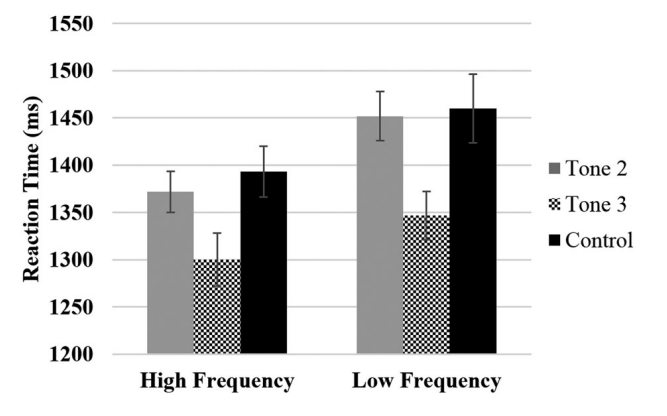 1550
1500
1450
1400
1350
1300
1250
1200
Reaction Time (ms)
High Frequency
Low Frequency
Tone 2
Tone 3
Control